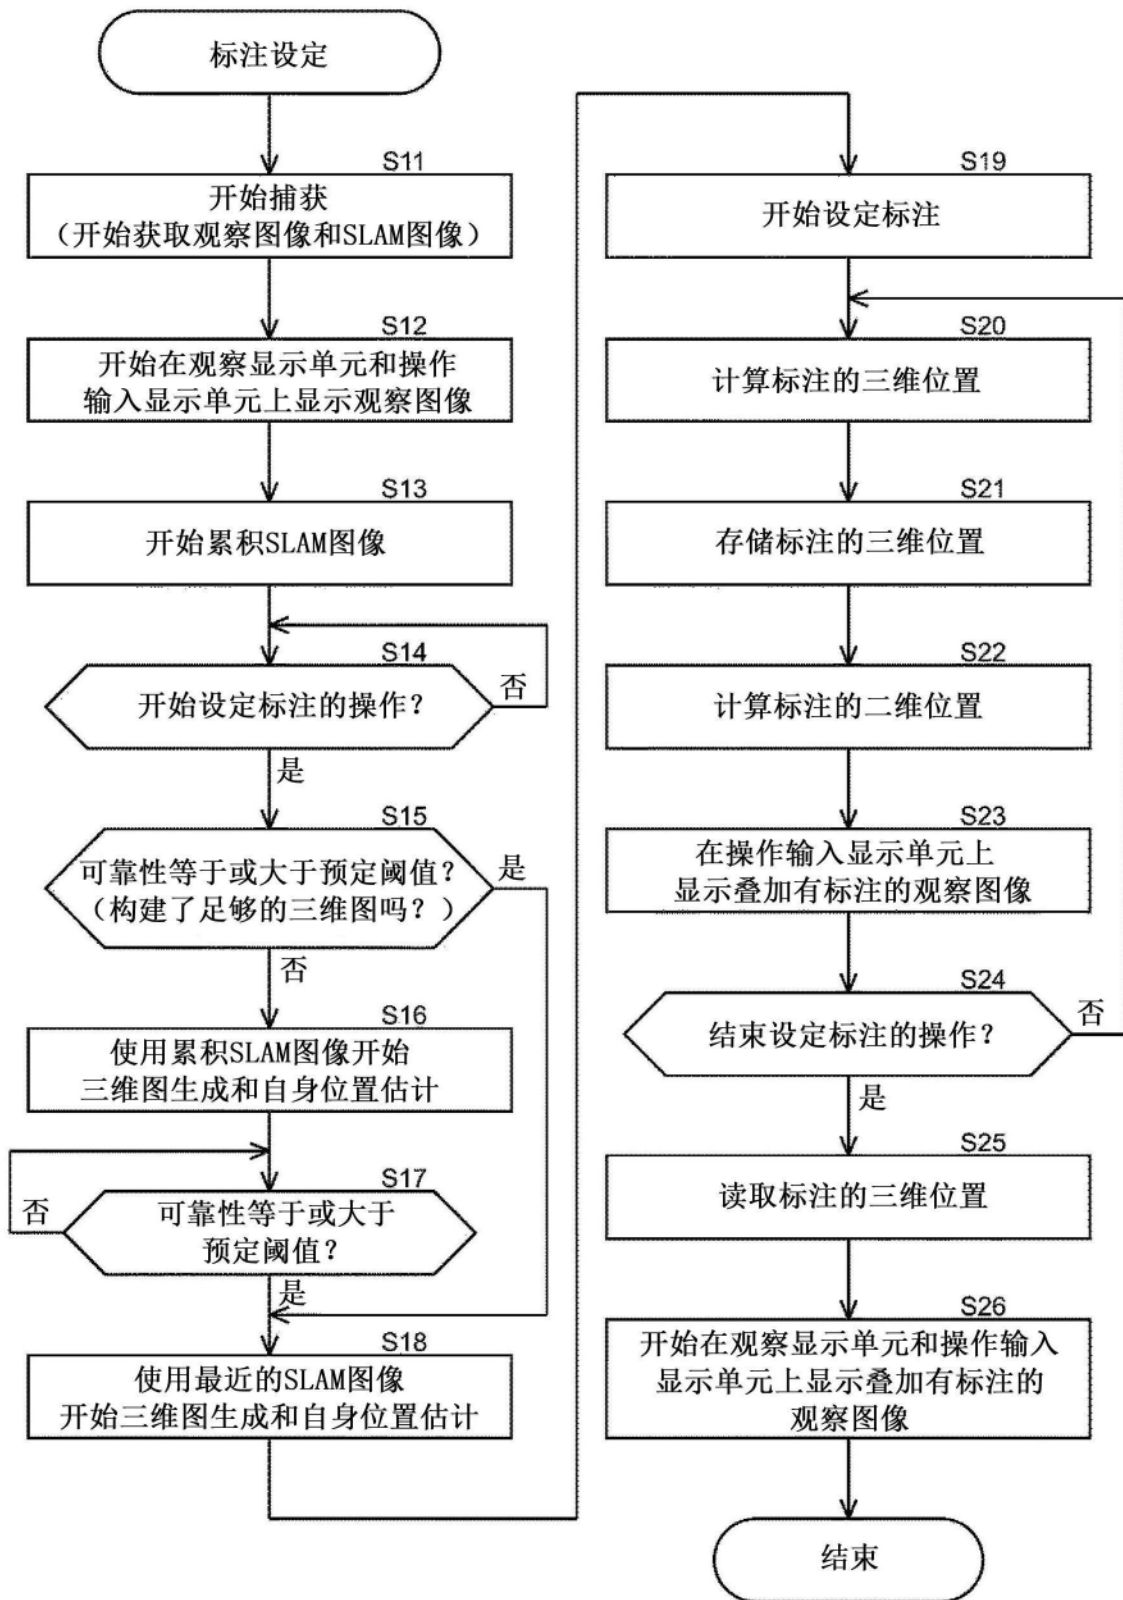 标注设定
S11
开始捕获
（开始获取观察图像和SLAM图像）
S12
开始在观察显示单元和操作
输入显示单元上显示观察图像
S13
开始累积SLAM图像
S14
开始设定标注的操作？
否
是
S15
可靠性等于或大于预定阈值？
（构建了足够的三维图吗？）
是
否
S16
使用累积SLAM图像开始
三维图生成和自身位置估计
S17
可靠性等于或大于
预定阈值？
否
是
S18
使用最近的SLAM图像
开始三维图生成和自身位置估计
S19
开始设定标注
S20
计算标注的三维位置
S21
存储标注的三维位置
S22
计算标注的二维位置
S23
在操作输入显示单元上
显示叠加有标注的观察图像
S24
结束设定标注的操作？
否
是
S25
读取标注的三维位置
S26
开始在观察显示单元和操作输入
显示单元上显示叠加有标注的
观察图像
结束